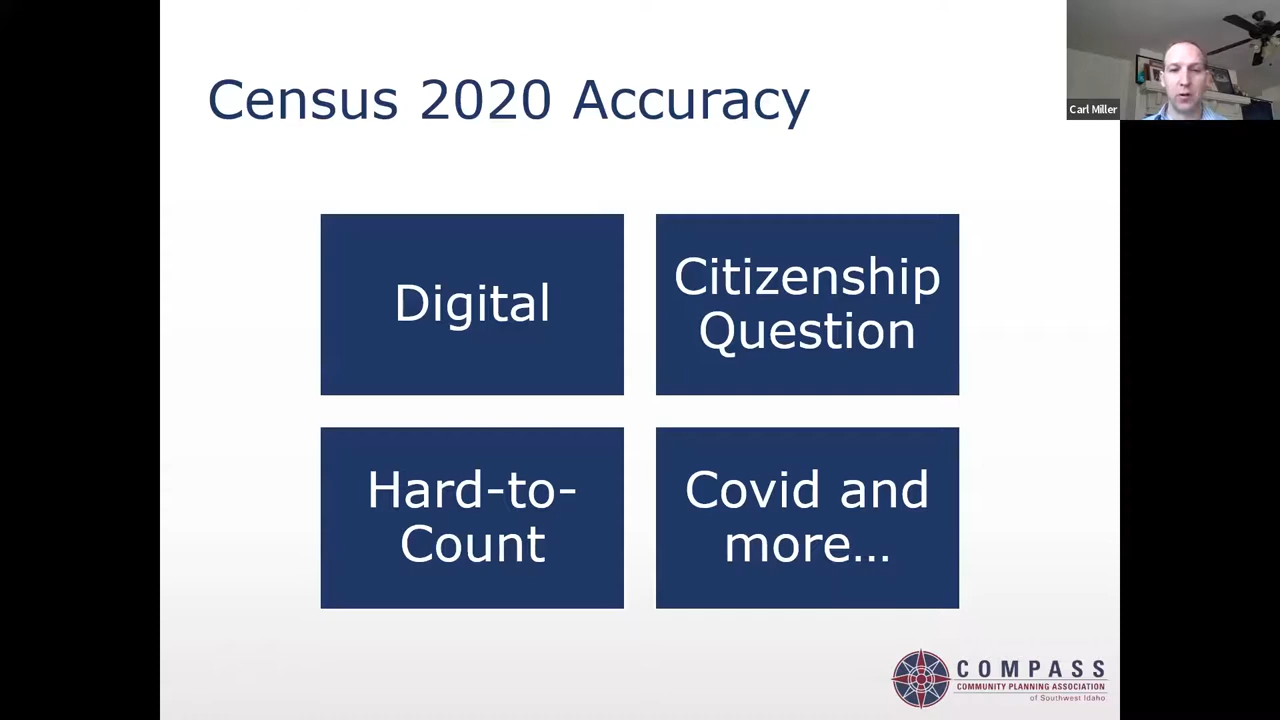 Census 2020 Accuracy
Carl Miller
Digital
Citizenship
Question
Hard-to-
Count
Covid and
more...
COMPASS
COMMUNITY PLANNING ASSOCIATION
of Southwest Idaho